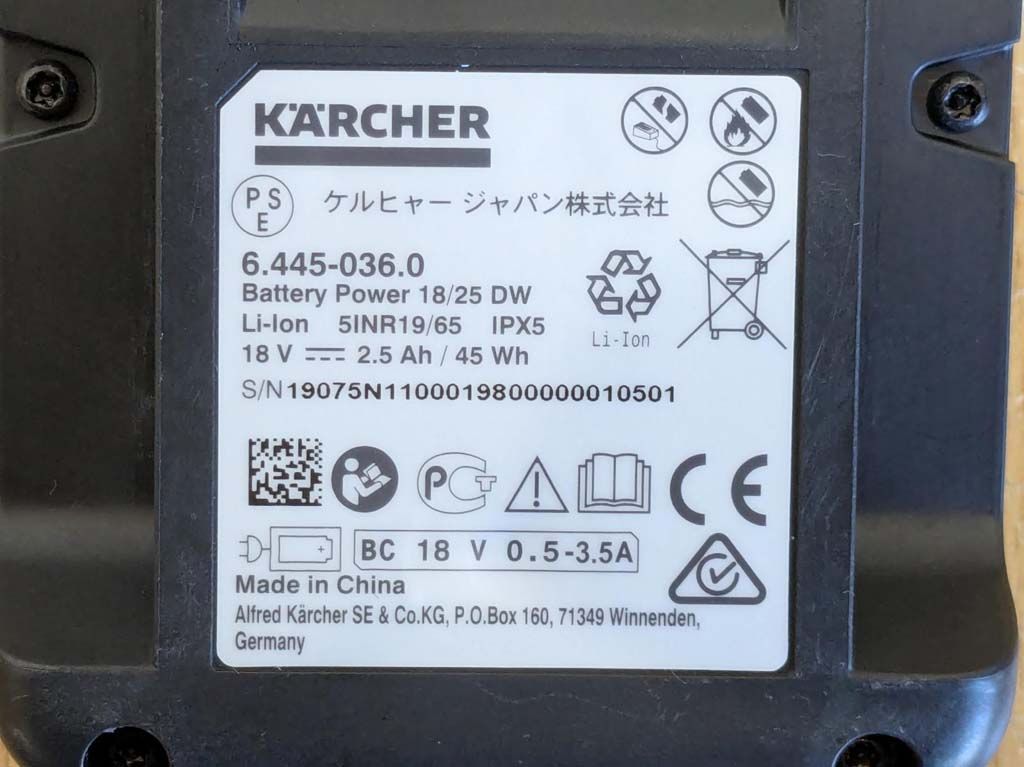 KÄRCHER
PS
E
ケルヒャー ジャパン株式会社
6.445-036.0
Battery Power 18/25 DW
Li-Ion 5INR19/65 IPX5
Li-Ion
18 V ⎓ 2.5 Ah / 45 Wh
S/N 19075N1100019800000010501
PCT
CE
BC 18 V 0.5-3.5A
Made in China
Alfred Kärcher SE & Co.KG, P.O.Box 160, 71349 Winnenden,
Germany